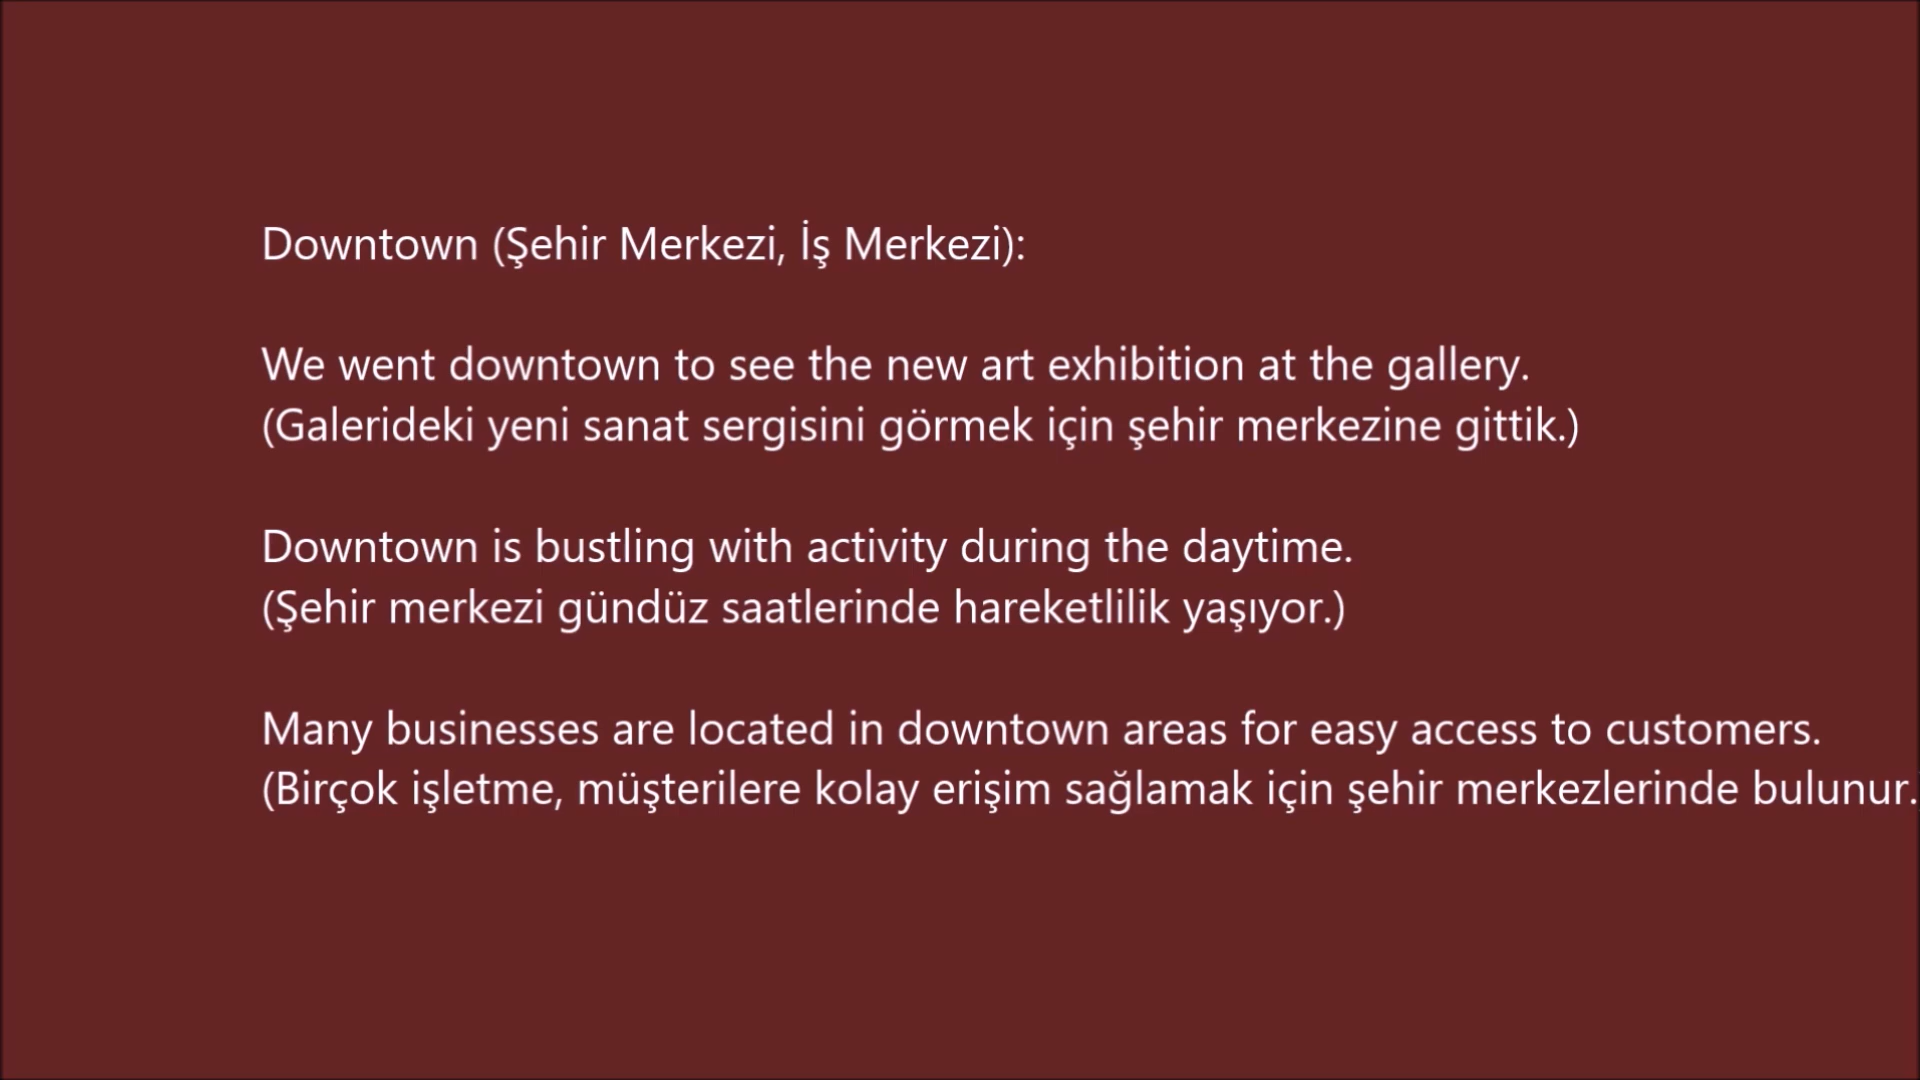 Downtown (Şehir Merkezi, İş Merkezi):
We went downtown to see the new art exhibition at the gallery.
(Galerideki yeni sanat sergisini görmek için şehir merkezine gittik.)
Downtown is bustling with activity during the daytime.
(Şehir merkezi gündüz saatlerinde hareketlilik yaşıyor.)
Many businesses are located in downtown areas for easy access to customers.
(Birçok işletme, müşterilere kolay erişim sağlamak için şehir merkezlerinde bulunur.